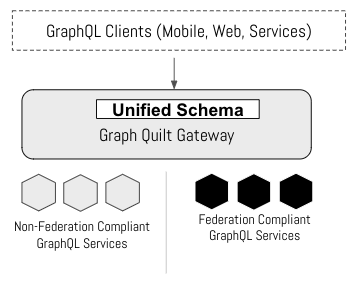 GraphQL Clients (Mobile, Web, Services)
Unified Schema
Graph Quilt Gateway
Non-Federation Compliant
GraphQL Services
Federation Compliant
GraphQL Services